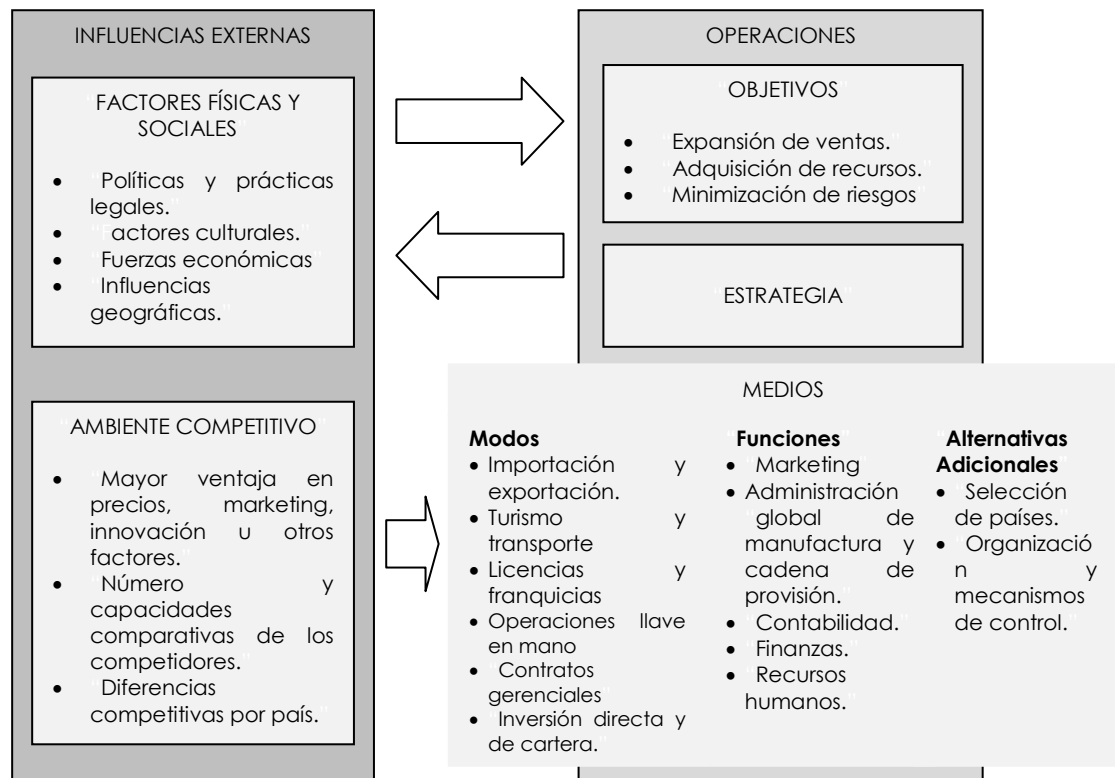 INFLUENCIAS EXTERNAS
"FACTORES FÍSICAS Y
SOCIALES"
• "Políticas y prácticas
legales."
• "Factores culturales."
• "Fuerzas económicas"
• "Influencias
geográficas."
"AMBIENTE COMPETITIVO"
• "Mayor ventaja en
precios, marketing,
innovación u otros
factores."
• "Número y
capacidades
comparativas de los
competidores."
• "Diferencias
competitivas por país."
OPERACIONES
"OBJETIVOS"
• "Expansión de ventas."
• "Adquisición de recursos."
• "Minimización de riesgos"
"ESTRATEGIA"
MEDIOS
Modos
• Importación y
exportación.
• Turismo y
transporte
• Licencias y
franquicias
• Operaciones llave
en mano
• "Contratos
gerenciales"
• "Inversión directa y
de cartera."
"Funciones"
• "Marketing"
• Administración
"global de
manufactura y
cadena de
provisión."
• "Contabilidad."
• "Finanzas."
• "Recursos
humanos."
"Alternativas
Adicionales"
• "Selección
de países."
• "Organizació
n y
mecanismos
de control."